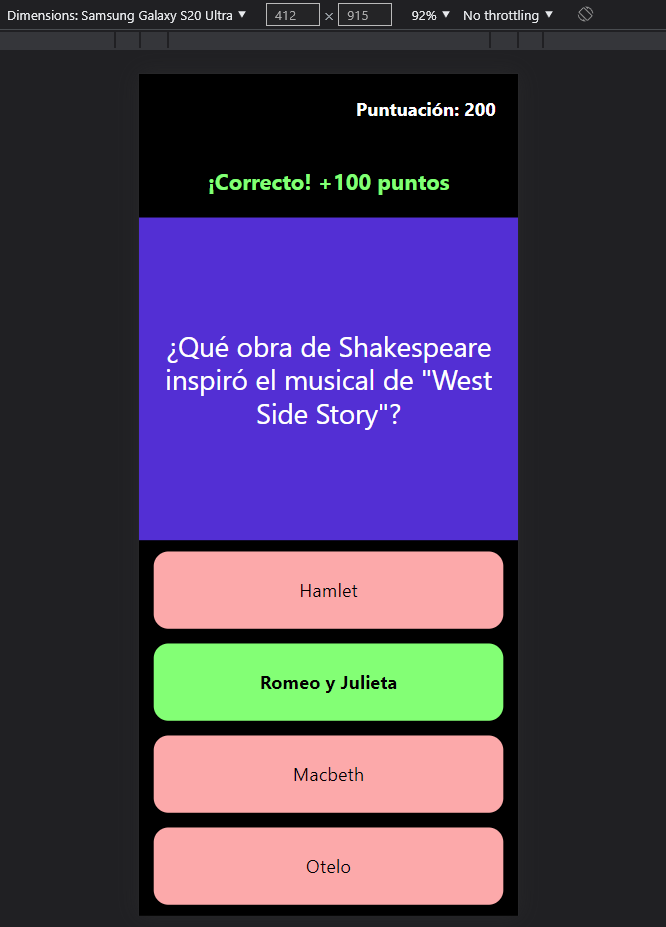 Dimensions: Samsung Galaxy S20 Ultra ▼ 412 × 915 92% ▼ No throttling ▼
Puntuación: 200
¡Correcto! +100 puntos
¿Qué obra de Shakespeare
inspiró el musical de "West
Side Story"?
Hamlet
Romeo y Julieta
Macbeth
Otelo